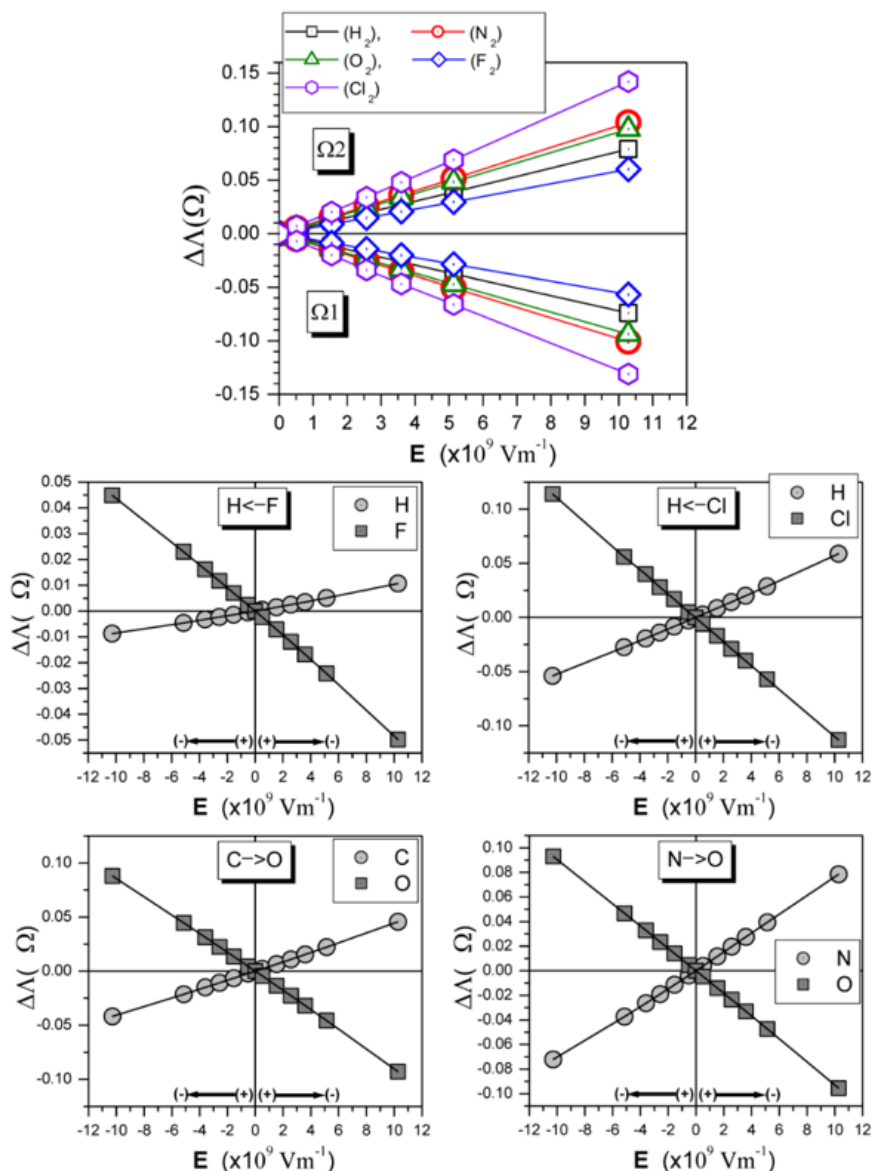 (H2), (N2)
(O2), (F2)
(Cl2)
0.15
0.10
0.05
0.00
-0.05
-0.10
-0.15
ΔΛ(Ω)
Ω2
Ω1
0 1 2 3 4 5 6 7 8 9 10 11 12
E (x10^9 Vm^-1)
H<-F
H
F
0.05
0.04
0.03
0.02
0.01
0.00
-0.01
-0.02
-0.03
-0.04
-0.05
ΔΛ( Ω)
(-) (+) (+) (-)
-12 -10 -8 -6 -4 -2 0 2 4 6 8 10 12
E (x10^9 Vm^-1)
H<-Cl
H
Cl
0.10
0.05
0.00
-0.05
-0.10
ΔΛ( Ω)
(-) (+) (+) (-)
-12 -10 -8 -6 -4 -2 0 2 4 6 8 10 12
E (x10^9 Vm^-1)
C->O
C
O
0.10
0.05
0.00
-0.05
-0.10
ΔΛ( Ω)
(-) (+) (+) (-)
-12 -10 -8 -6 -4 -2 0 2 4 6 8 10 12
E (x10^9 Vm^-1)
N->O
N
O
0.10
0.08
0.06
0.04
0.02
0.00
-0.02
-0.04
-0.06
-0.08
-0.10
ΔΛ( Ω)
(-) (+) (+) (-)
-12 -10 -8 -6 -4 -2 0 2 4 6 8 10 12
E (x10^9 Vm^-1)